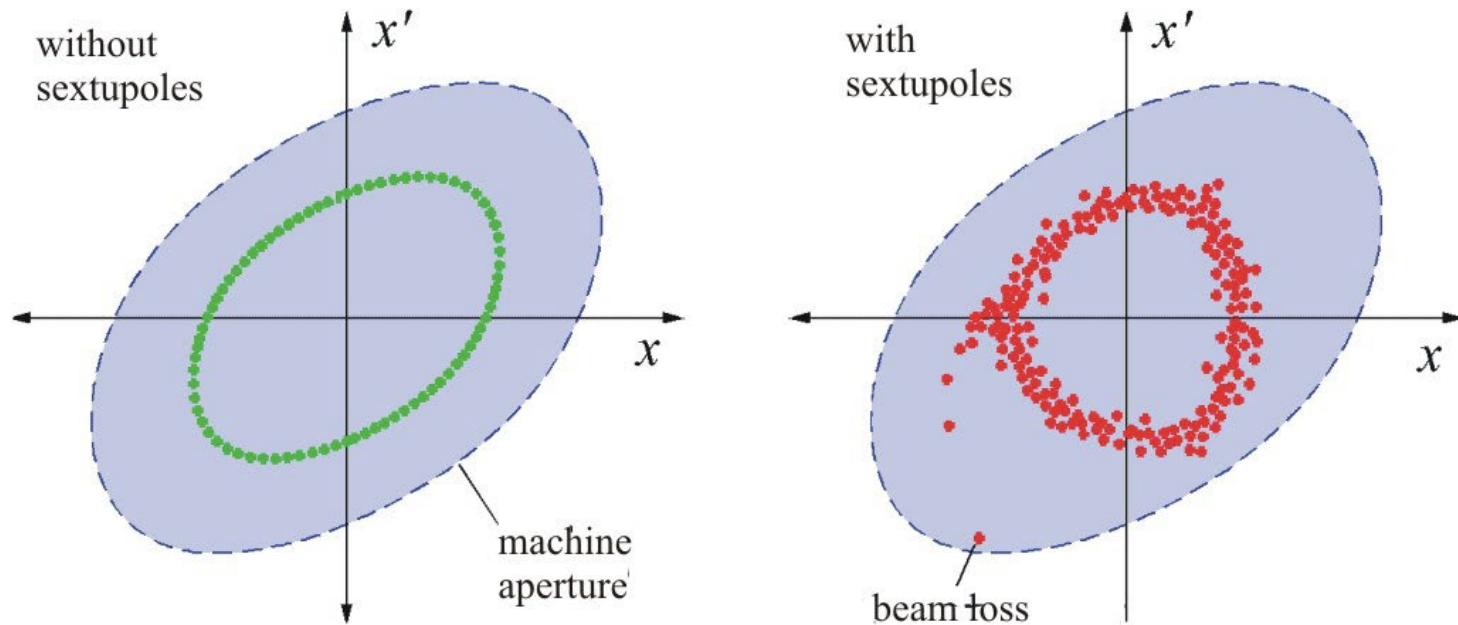 without
sextupoles
x′
x
machine
aperture
with
sextupoles
x′
x
beam loss